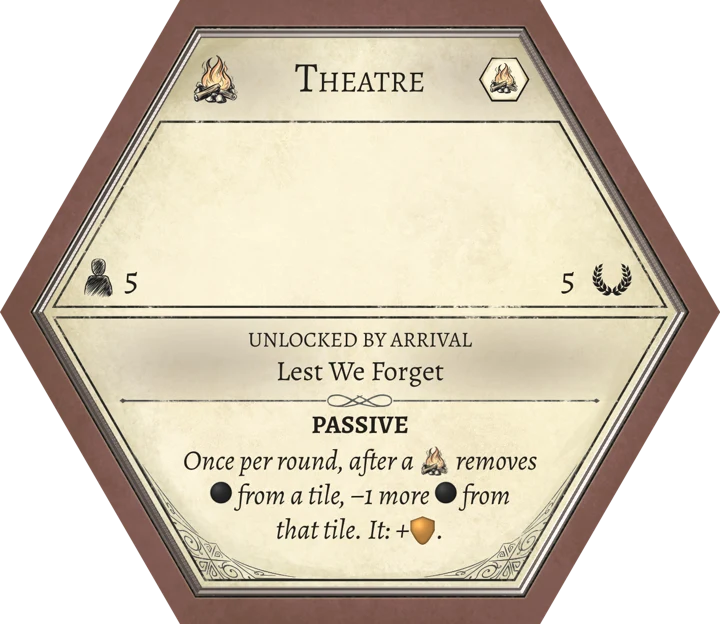 Theatre
5
5
UNLOCKED BY ARRIVAL
Lest We Forget
PASSIVE
Once per round, after a removes
from a tile, –1 more from
that tile. It: + .